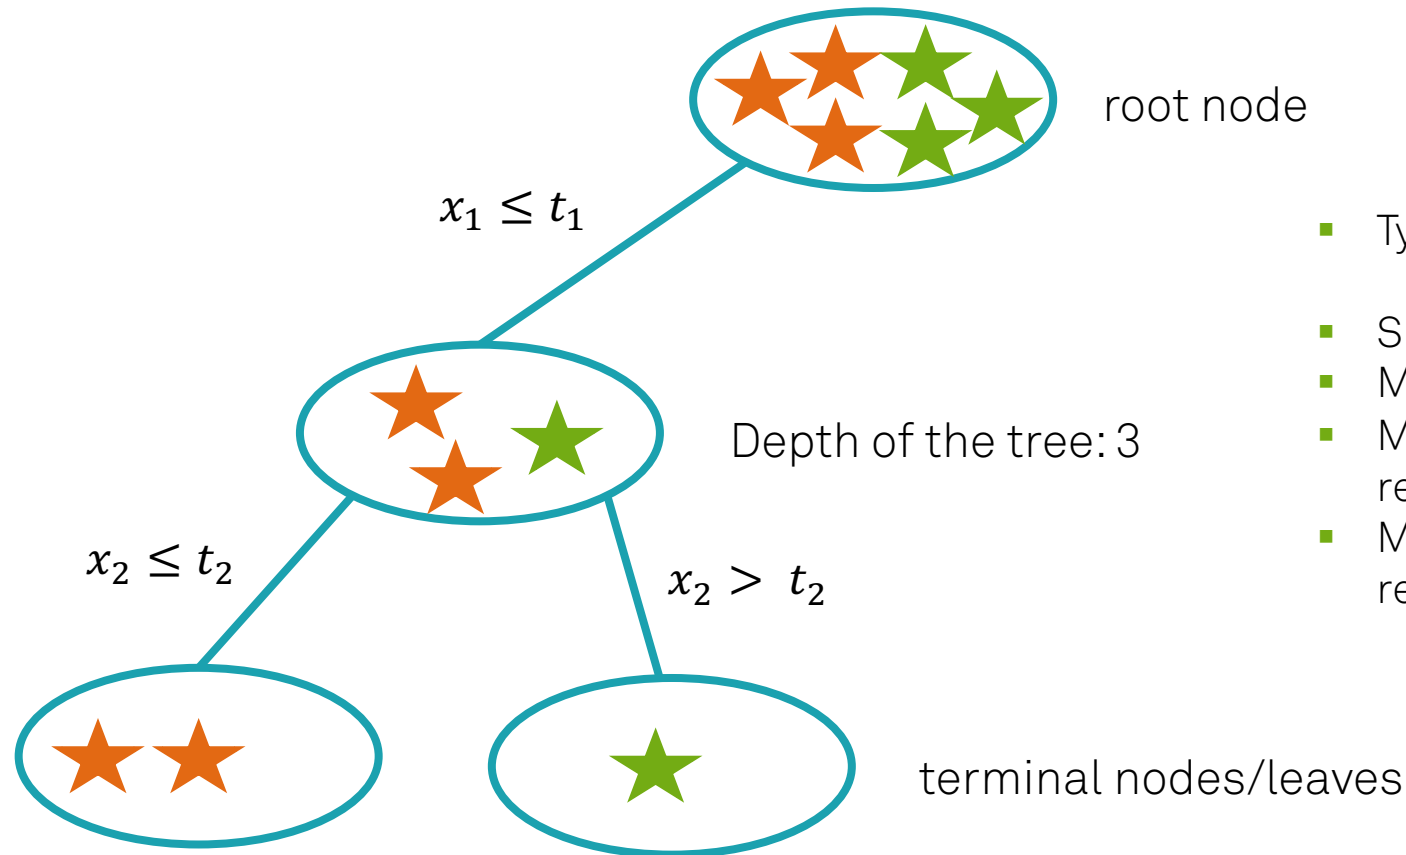 root node
x₁ ≤ t₁
Depth of the tree: 3
x₂ ≤ t₂
x₂ > t₂
terminal nodes/leaves